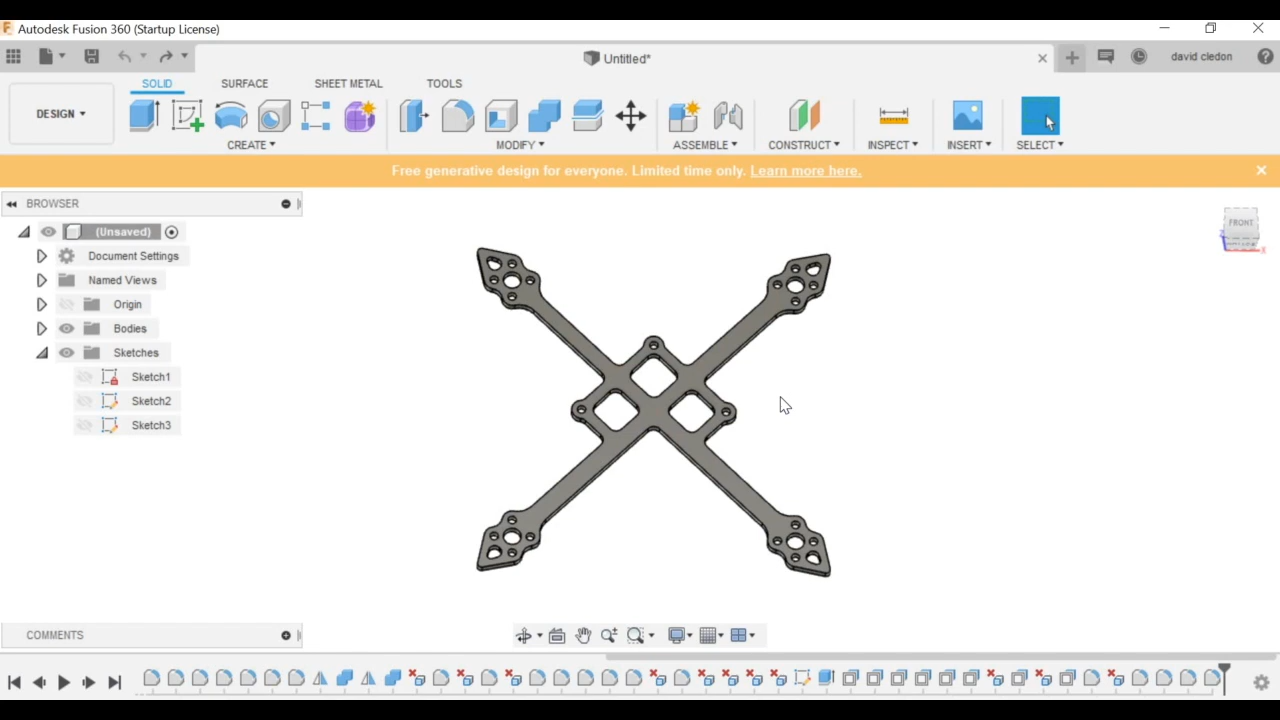 Autodesk Fusion 360 (Startup License)
Untitled*
david cledon
SOLID SURFACE SHEET METAL TOOLS
DESIGN
CREATE MODIFY ASSEMBLE CONSTRUCT INSPECT INSERT SELECT
Free generative design for everyone. Limited time only. Learn more here.
BROWSER
FRONT
(Unsaved)
Document Settings
Named Views
Origin
Bodies
Sketches
Sketch1
Sketch2
Sketch3
COMMENTS